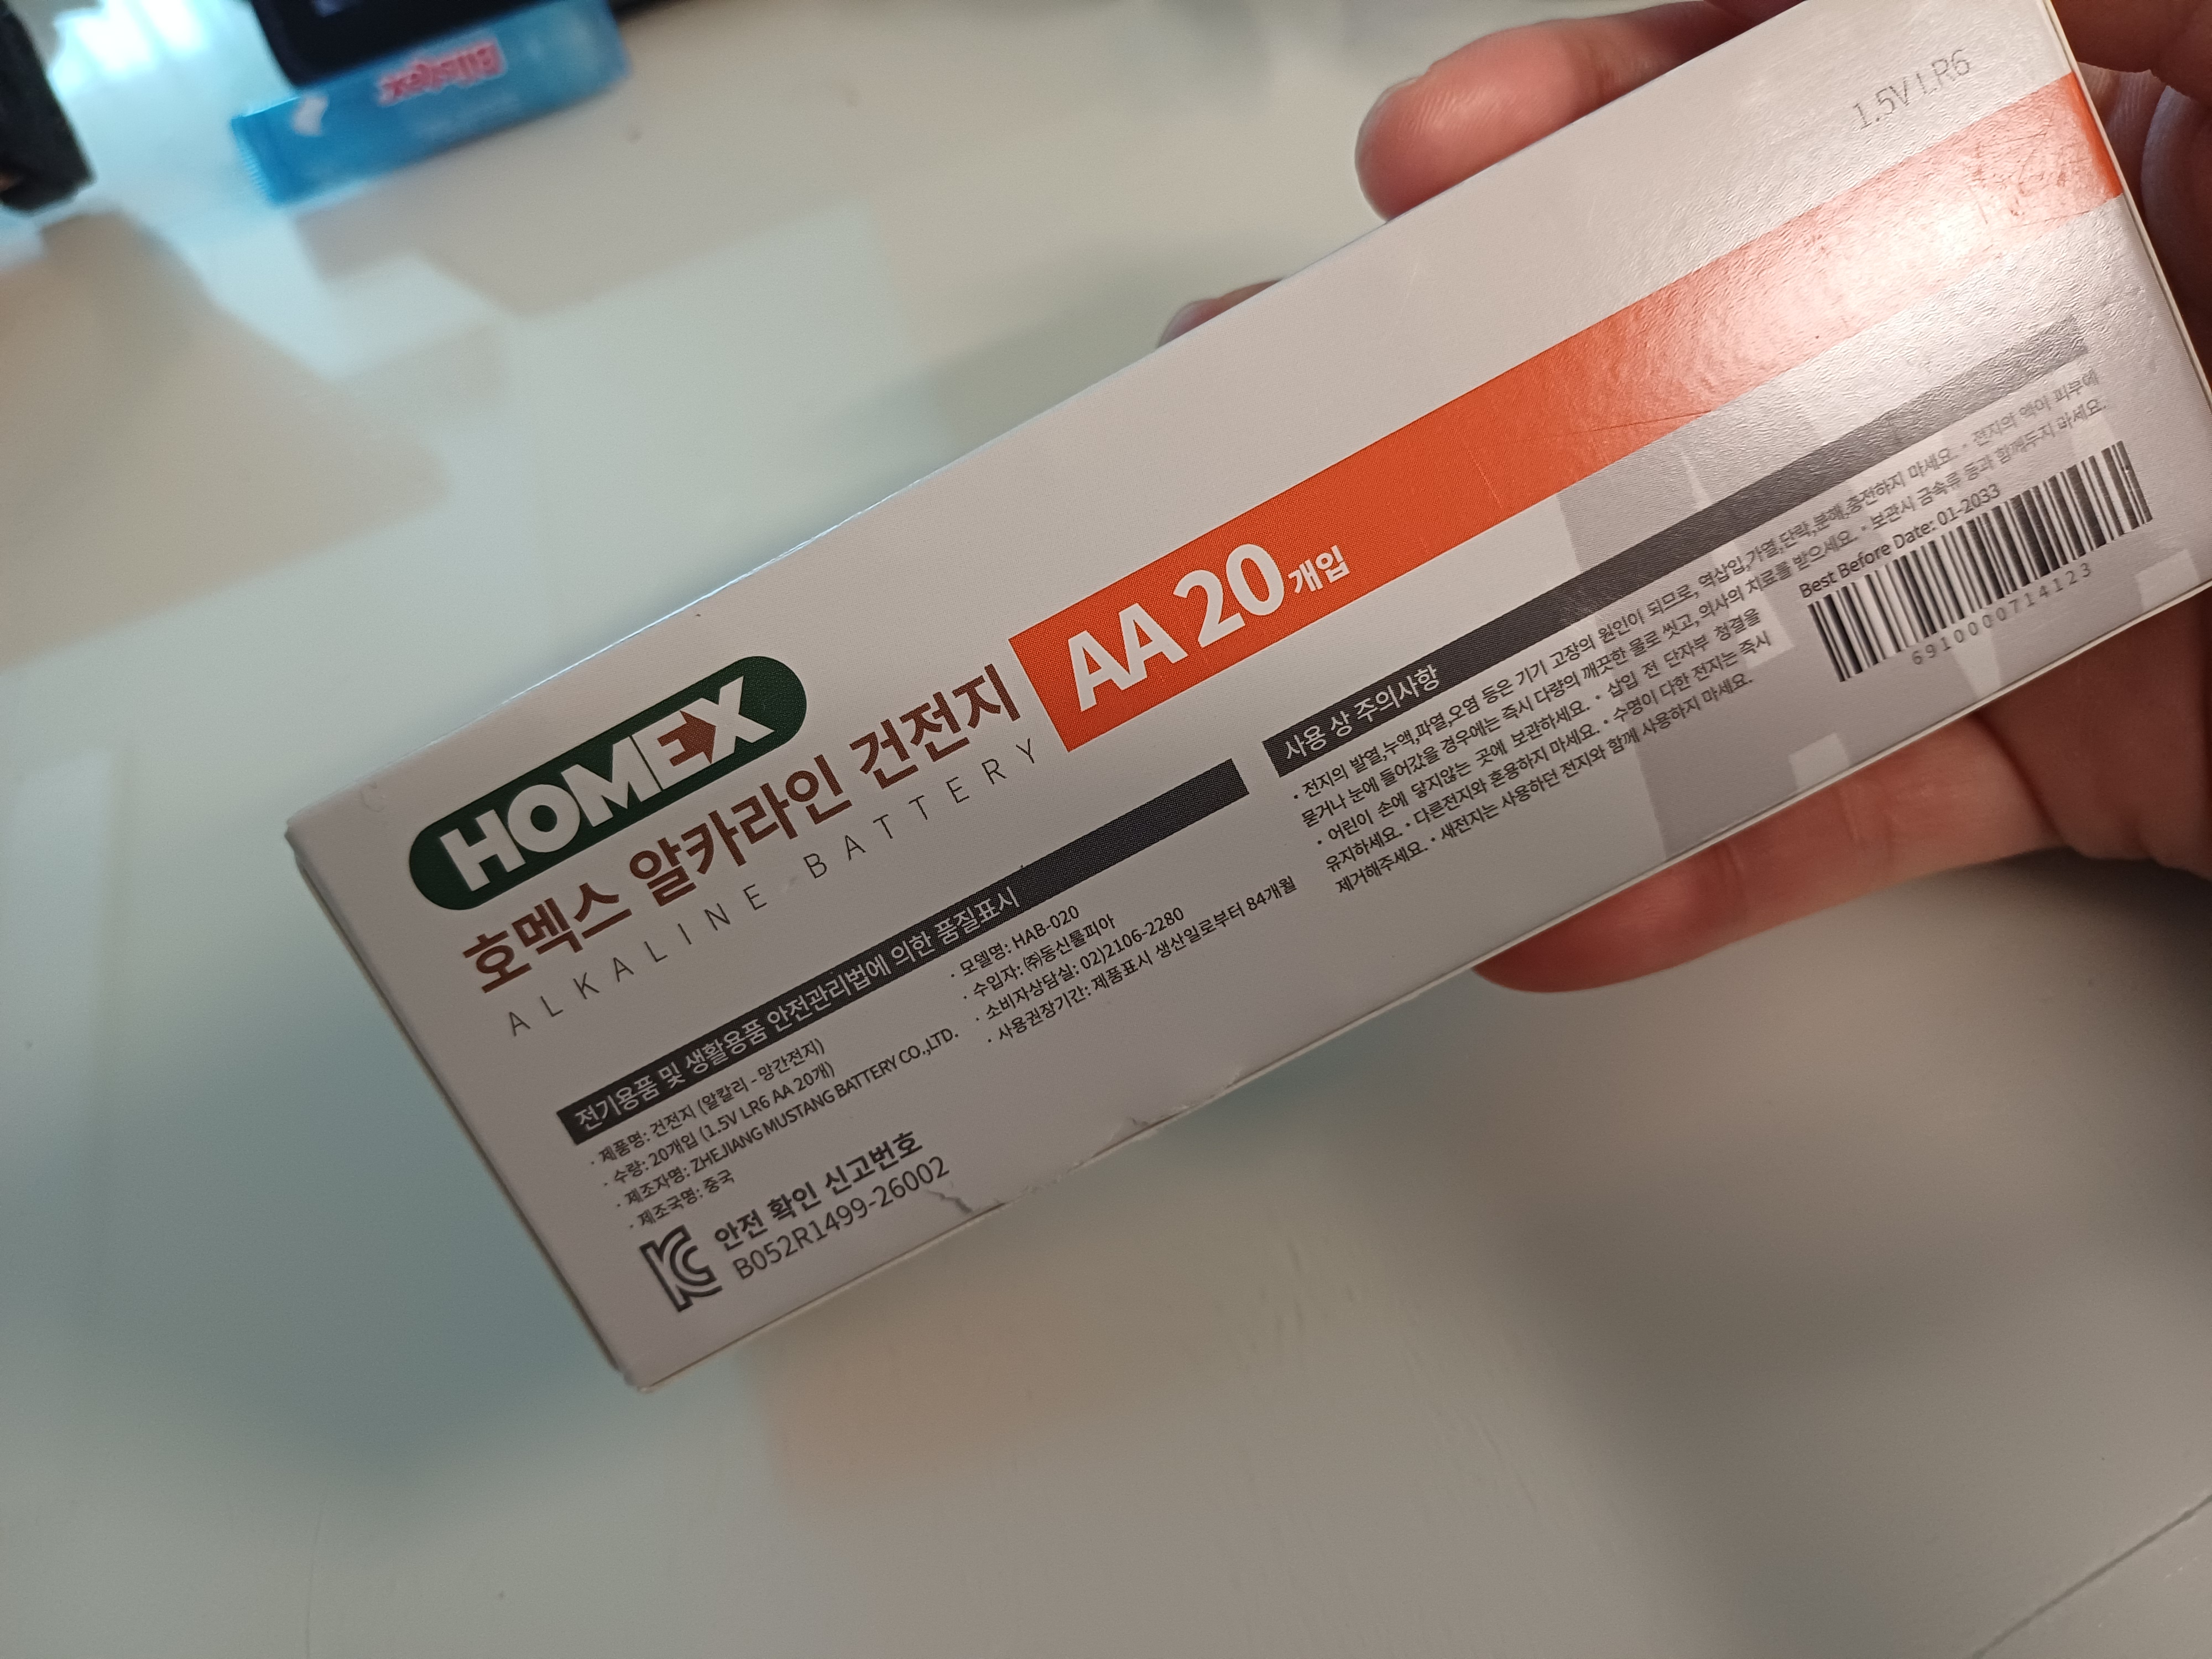 HOMEX
호멕스 알카라인 건전지
ALKALINE BATTERY
AA 20개입
1.5V LR6
전기용품 및 생활용품 안전관리법에 의한 품질표시
· 제품명: 건전지 (알칼리 - 망간전지)
· 수량: 20개입 (1.5V LR6 AA 20개)
· 제조자명: ZHEJIANG MUSTANG BATTERY CO.,LTD.
· 제조국명: 중국
· 모델명: HAB-020
· 수입자: ㈜동신툴피아
· 소비자상담실: 02)2106-2280
· 사용권장기간: 제품표시 생산일로부터 84개월
안전 확인 신고번호
B052R1499-26002
사용 상 주의사항
· 전지의 발열,누액,파열,오염 등은 기기 고장의 원인이 되므로, 역삽입,가열,단락,분해,충전하지 마세요. · 전지의 액이 피부에
묻거나 눈에 들어갔을 경우에는 즉시 다량의 깨끗한 물로 씻고, 의사의 치료를 받으세요. · 보관시 금속류 등과 함께두지 마세요.
· 어린이 손에 닿지않는 곳에 보관하세요. · 삽입 전 단자부 청결을
유지하세요. · 다른전지와 혼용하지 마세요. · 수명이 다한 전지는 즉시
제거해주세요. · 새전지는 사용하던 전지와 함께 사용하지 마세요.
Best Before Date: 01-2033
6910000714123
Blistex